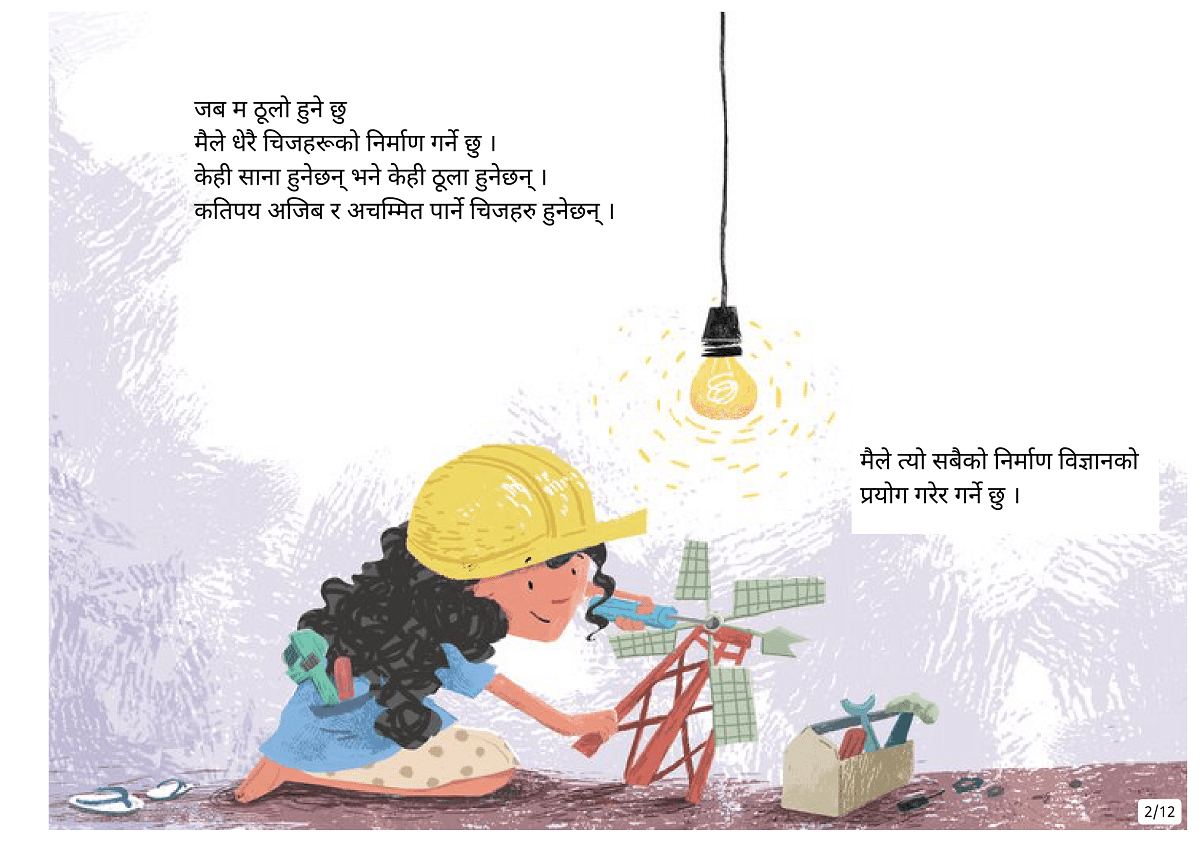 जब म ठूलो हुने छु
मैले धेरै चिजहरूको निर्माण गर्ने छु ।
केही साना हुनेछन् भने केही ठूला हुनेछन् ।
कतिपय अजिब र अचम्मित पार्ने चिजहरु हुनेछन् ।
मैले त्यो सबैको निर्माण विज्ञानको
प्रयोग गरेर गर्ने छु ।
2/12